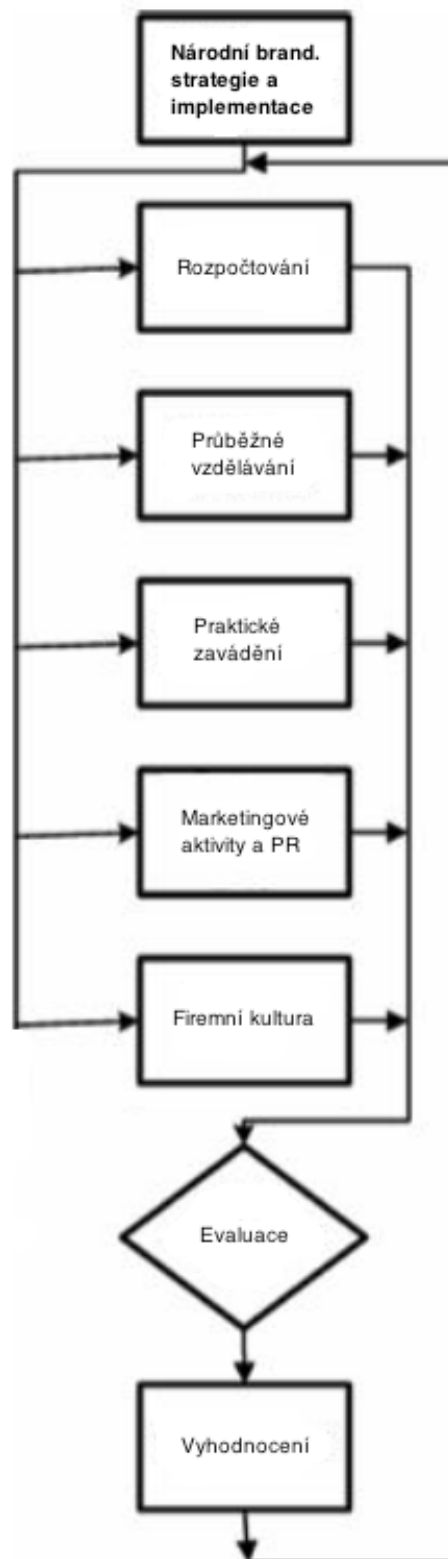 Národní brand.
strategie a
implementace
Rozpočtování
Průběžné
vzdělávání
Praktické
zavádění
Marketingové
aktivity a PR
Firemní kultura
Evaluace
Vyhodnocení